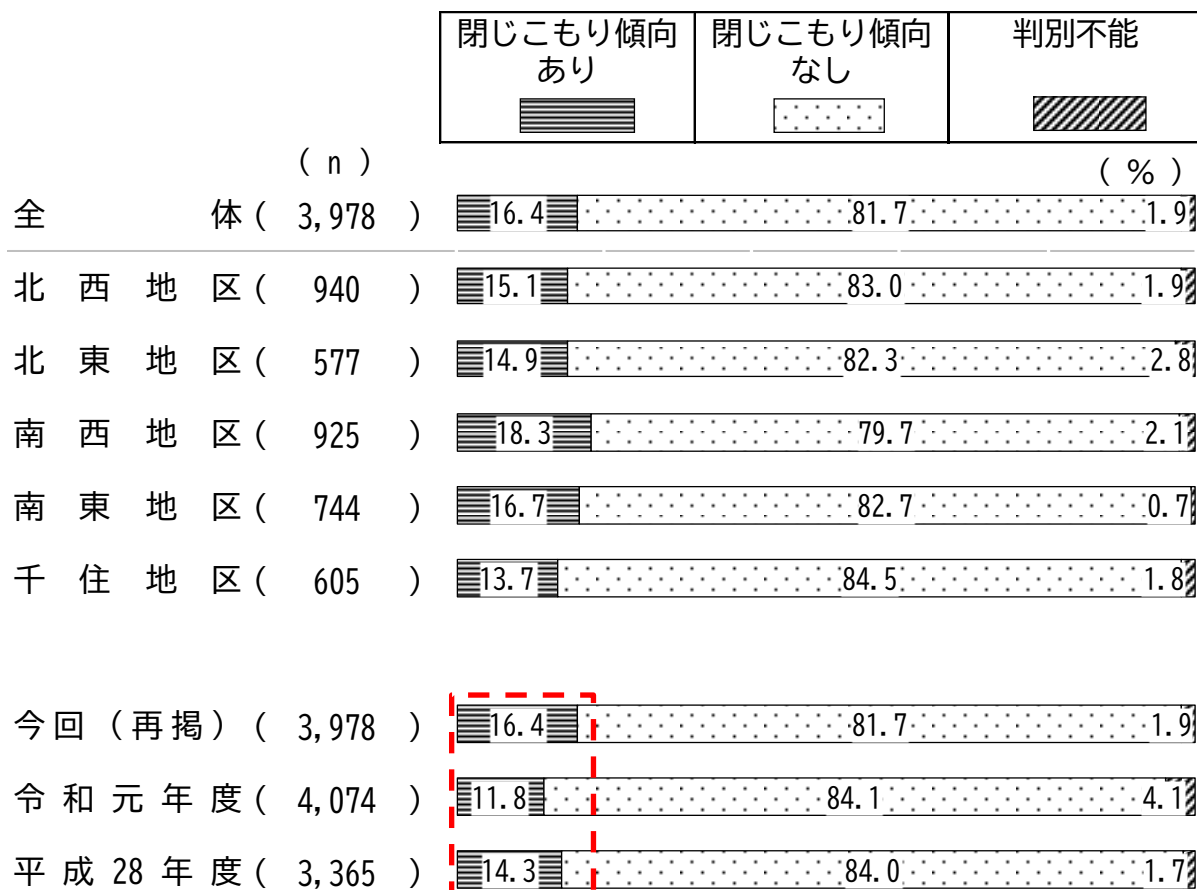 閉じこもり傾向
あり
閉じこもり傾向
なし
判別不能
( n )
( % )
全体 ( 3,978 ) 16.4 81.7 1.9
北西地区 ( 940 ) 15.1 83.0 1.9
北東地区 ( 577 ) 14.9 82.3 2.8
南西地区 ( 925 ) 18.3 79.7 2.1
南東地区 ( 744 ) 16.7 82.7 0.7
千住地区 ( 605 ) 13.7 84.5 1.8
今回(再掲) ( 3,978 ) 16.4 81.7 1.9
令和元年度 ( 4,074 ) 11.8 84.1 4.1
平成28年度 ( 3,365 ) 14.3 84.0 1.7